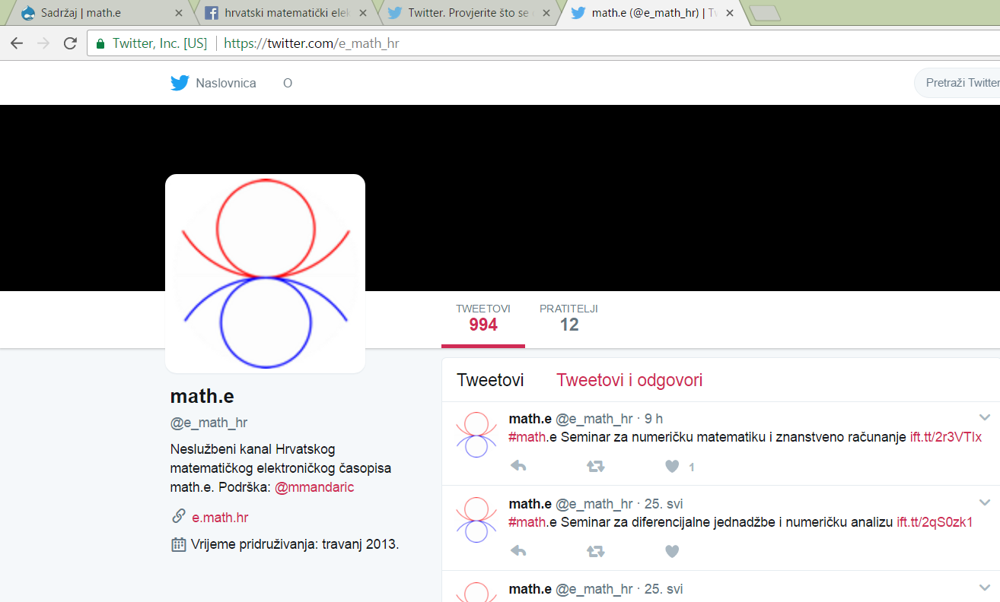 Sadržaj | math.e
hrvatski matematički elek
Twitter. Provjerite što se
math.e (@e_math_hr) | Tw
Twitter, Inc. [US] https://twitter.com/e_math_hr
Naslovnica O
Pretraži Twitter
TWEETOVI PRATITELJI
994 12
Tweetovi Tweetovi i odgovori
math.e
@e_math_hr
Neslužbeni kanal Hrvatskog
matematičkog elektroničkog časopisa
math.e. Podrška: @mmandaric
e.math.hr
Vrijeme pridruživanja: travanj 2013.
math.e @e_math_hr · 9 h
#math.e Seminar za numeričku matematiku i znanstveno računanje ift.tt/2r3VTIx
1
math.e @e_math_hr · 25. svi
#math.e Seminar za diferencijalne jednadžbe i numeričku analizu ift.tt/2qS0zk1
math.e @e_math_hr · 25. svi